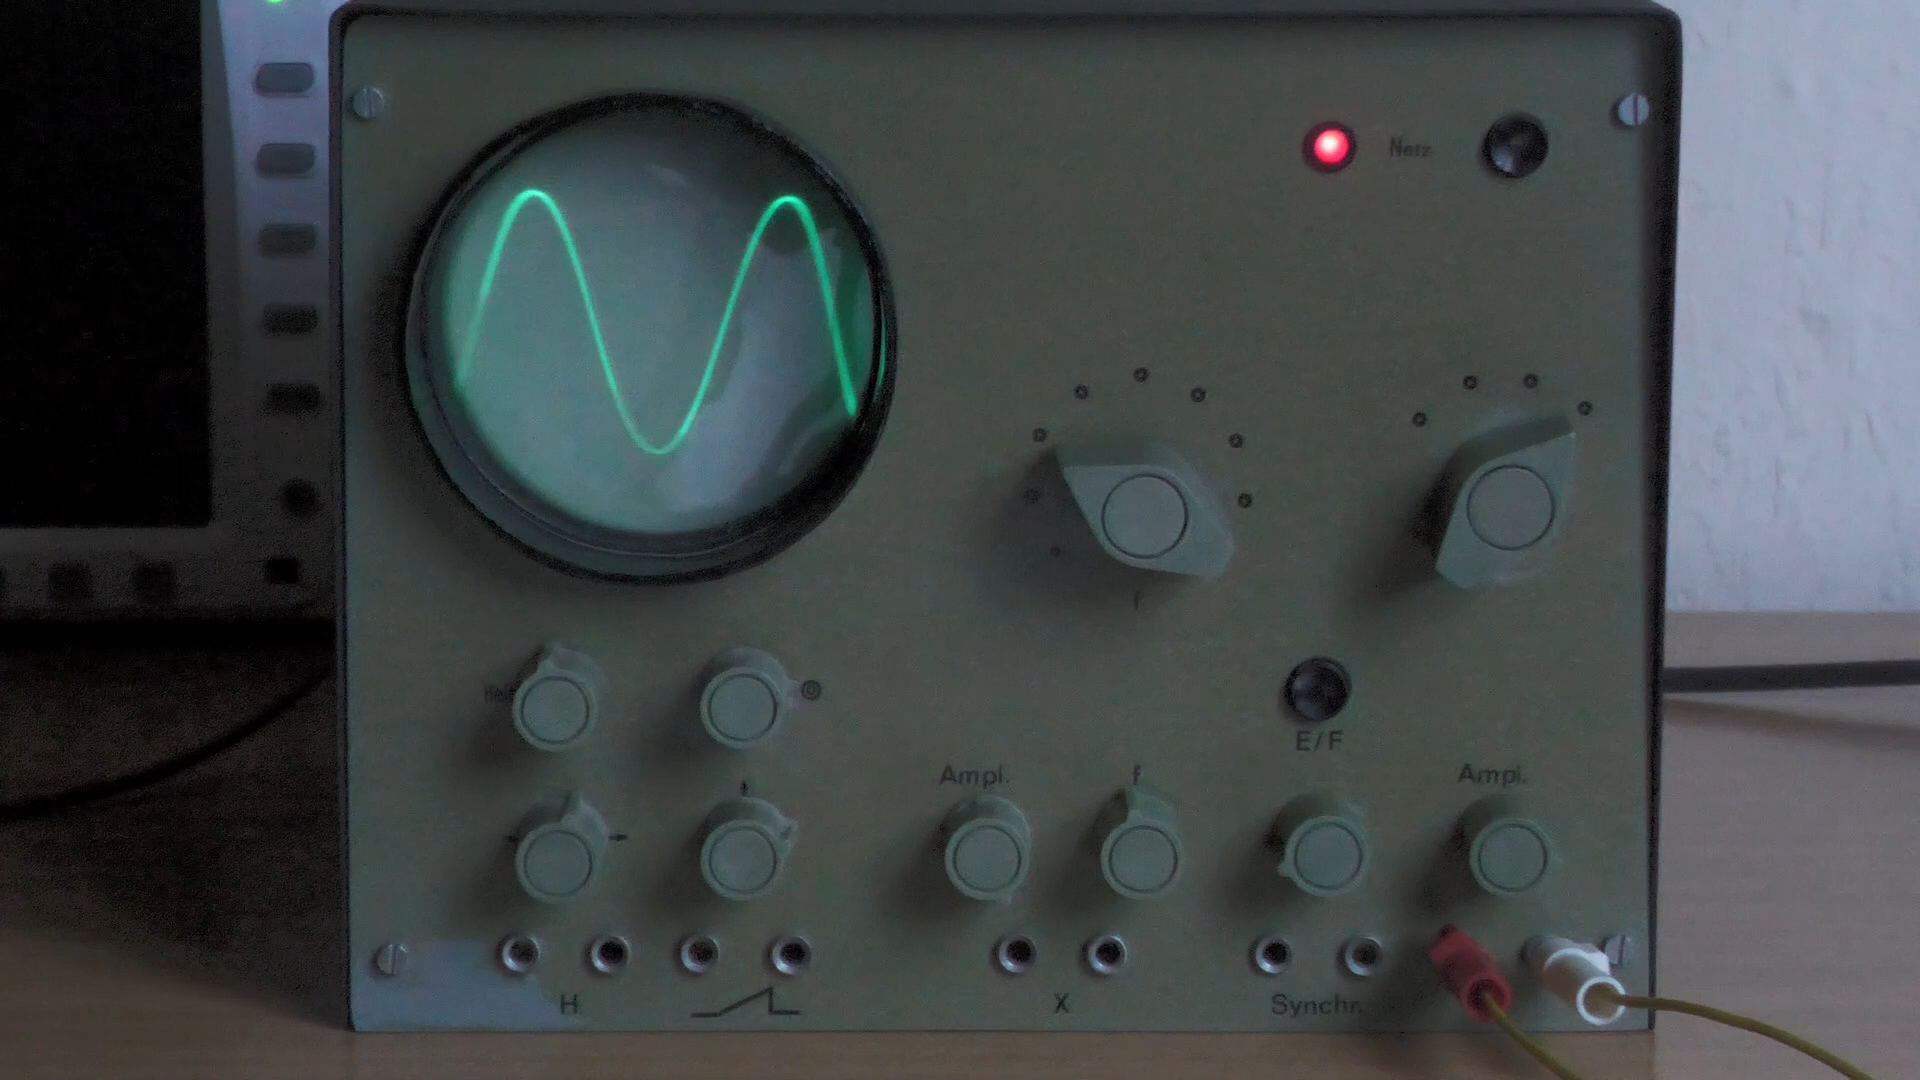 Netz
f
E/F
Ampl.
f
Ampl.
H
X
Synchr.